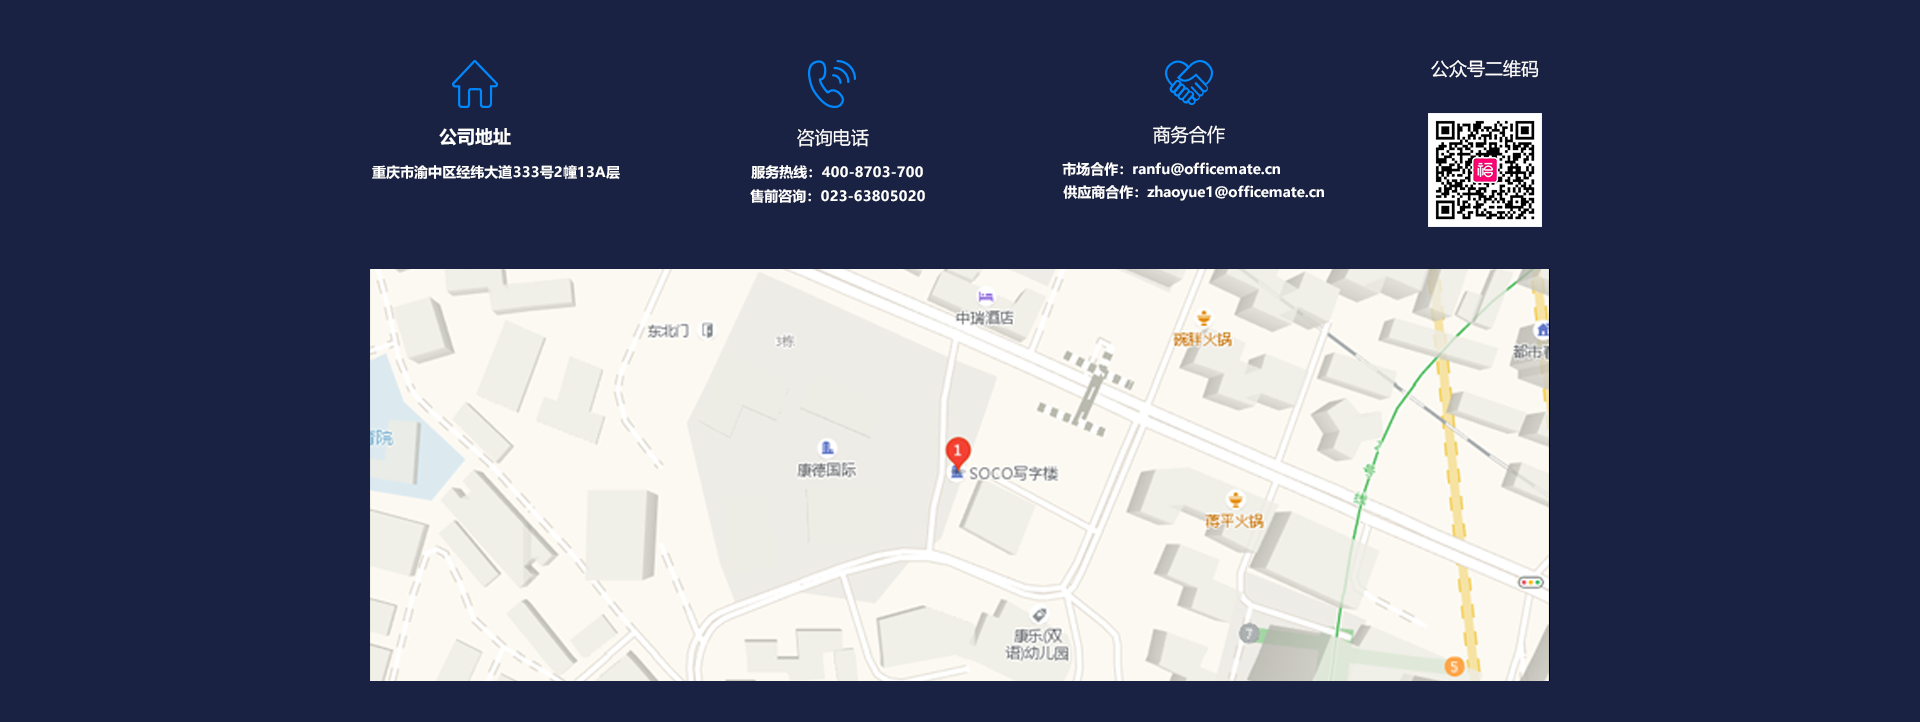 公司地址
重庆市渝中区经纬大道333号2幢13A层
咨询电话
服务热线：400-8703-700
售前咨询：023-63805020
商务合作
市场合作：ranfu@officemate.cn
供应商合作：zhaoyue1@officemate.cn
公众号二维码
福
中瑞酒店
东北门
3栋
琬胖火锅
都市
院
康德国际
1
SOCO写字楼
蒋平火锅
号
线
康乐(双
语)幼儿园
7
5